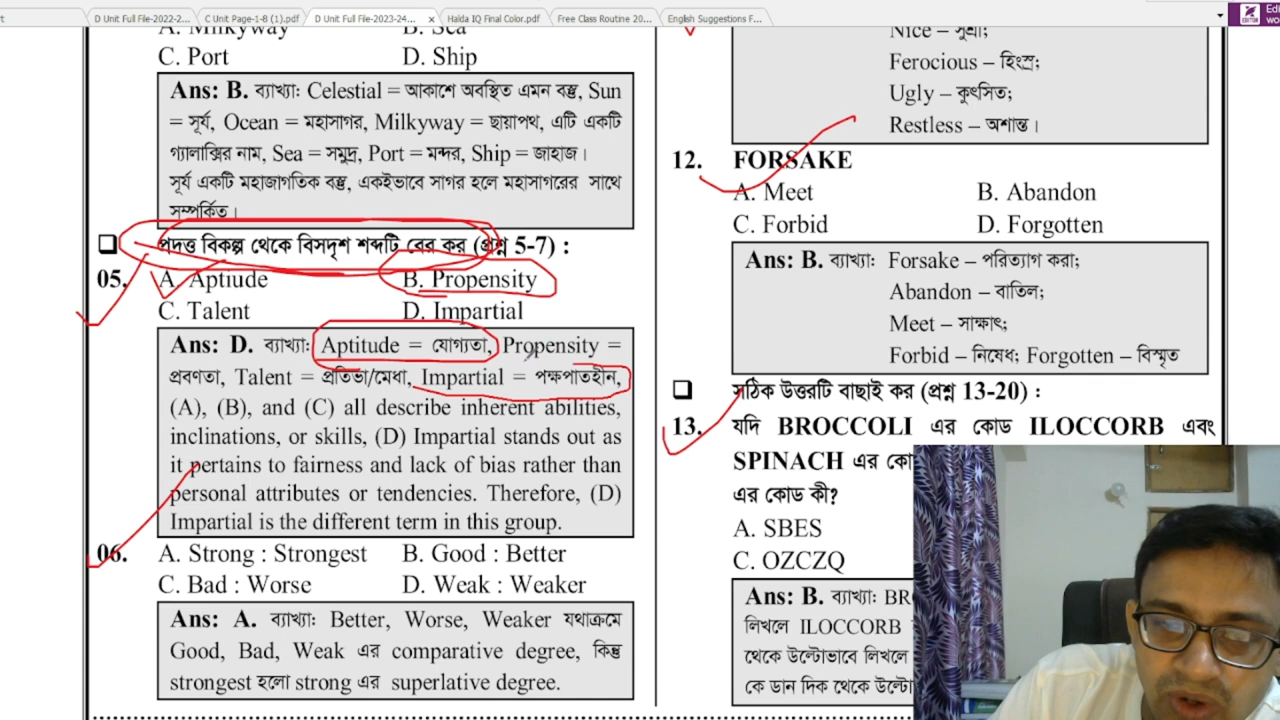 D Unit Full File-2022-2...
C Unit Page-1-8 (1).pdf
D Unit Full File-2023-24...
Halda IQ Final Color.pdf
Free Class Routine 20...
English Suggestions F...
A. Milkyway B. Sea
C. Port D. Ship
Ans: B. ব্যাখ্যা: Celestial = আকাশে অবস্থিত এমন বস্তু, Sun
= সূর্য, Ocean = মহাসাগর, Milkyway = ছায়াপথ, এটি একটি
গ্যালাক্সির নাম, Sea = সমুদ্র, Port = মন্দর, Ship = জাহাজ।
সূর্য একটি মহাজাগতিক বস্তু, একইভাবে সাগর হলে মহাসাগরের সাথে
সম্পর্কিত।
পদত্ত বিকল্প থেকে বিসদৃশ শব্দটি বের কর (প্রশ্ন 5-7) :
05. A. Aptiude B. Propensity
C. Talent D. Impartial
Ans: D. ব্যাখ্যা: Aptitude = যোগ্যতা, Propensity =
প্রবণতা, Talent = প্রতিভা/মেধা, Impartial = পক্ষপাতহীন,
(A), (B), and (C) all describe inherent abilities,
inclinations, or skills, (D) Impartial stands out as
it pertains to fairness and lack of bias rather than
personal attributes or tendencies. Therefore, (D)
Impartial is the different term in this group.
06. A. Strong : Strongest B. Good : Better
C. Bad : Worse D. Weak : Weaker
Ans: A. ব্যাখ্যা: Better, Worse, Weaker যথাক্রমে
Good, Bad, Weak এর comparative degree, কিন্তু
strongest হলো strong এর superlative degree.
Nice – সুশ্রী;
Ferocious – হিংস্র;
Ugly – কুৎসিত;
Restless – অশান্ত।
12. FORSAKE
A. Meet B. Abandon
C. Forbid D. Forgotten
Ans: B. ব্যাখ্যা: Forsake – পরিত্যাগ করা;
Abandon – বাতিল;
Meet – সাক্ষাৎ;
Forbid – নিষেধ; Forgotten – বিস্মৃত
সঠিক উত্তরটি বাছাই কর (প্রশ্ন 13-20) :
13. যদি BROCCOLI এর কোড ILOCCORB এবং
SPINACH এর কো
এর কোড কী?
A. SBES
C. OZCZQ
Ans: B. ব্যাখ্যা: BR
লিখলে ILOCCORB
থেকে উল্টোভাবে লিখলে
কে ডান দিক থেকে উল্টো
EDITOR